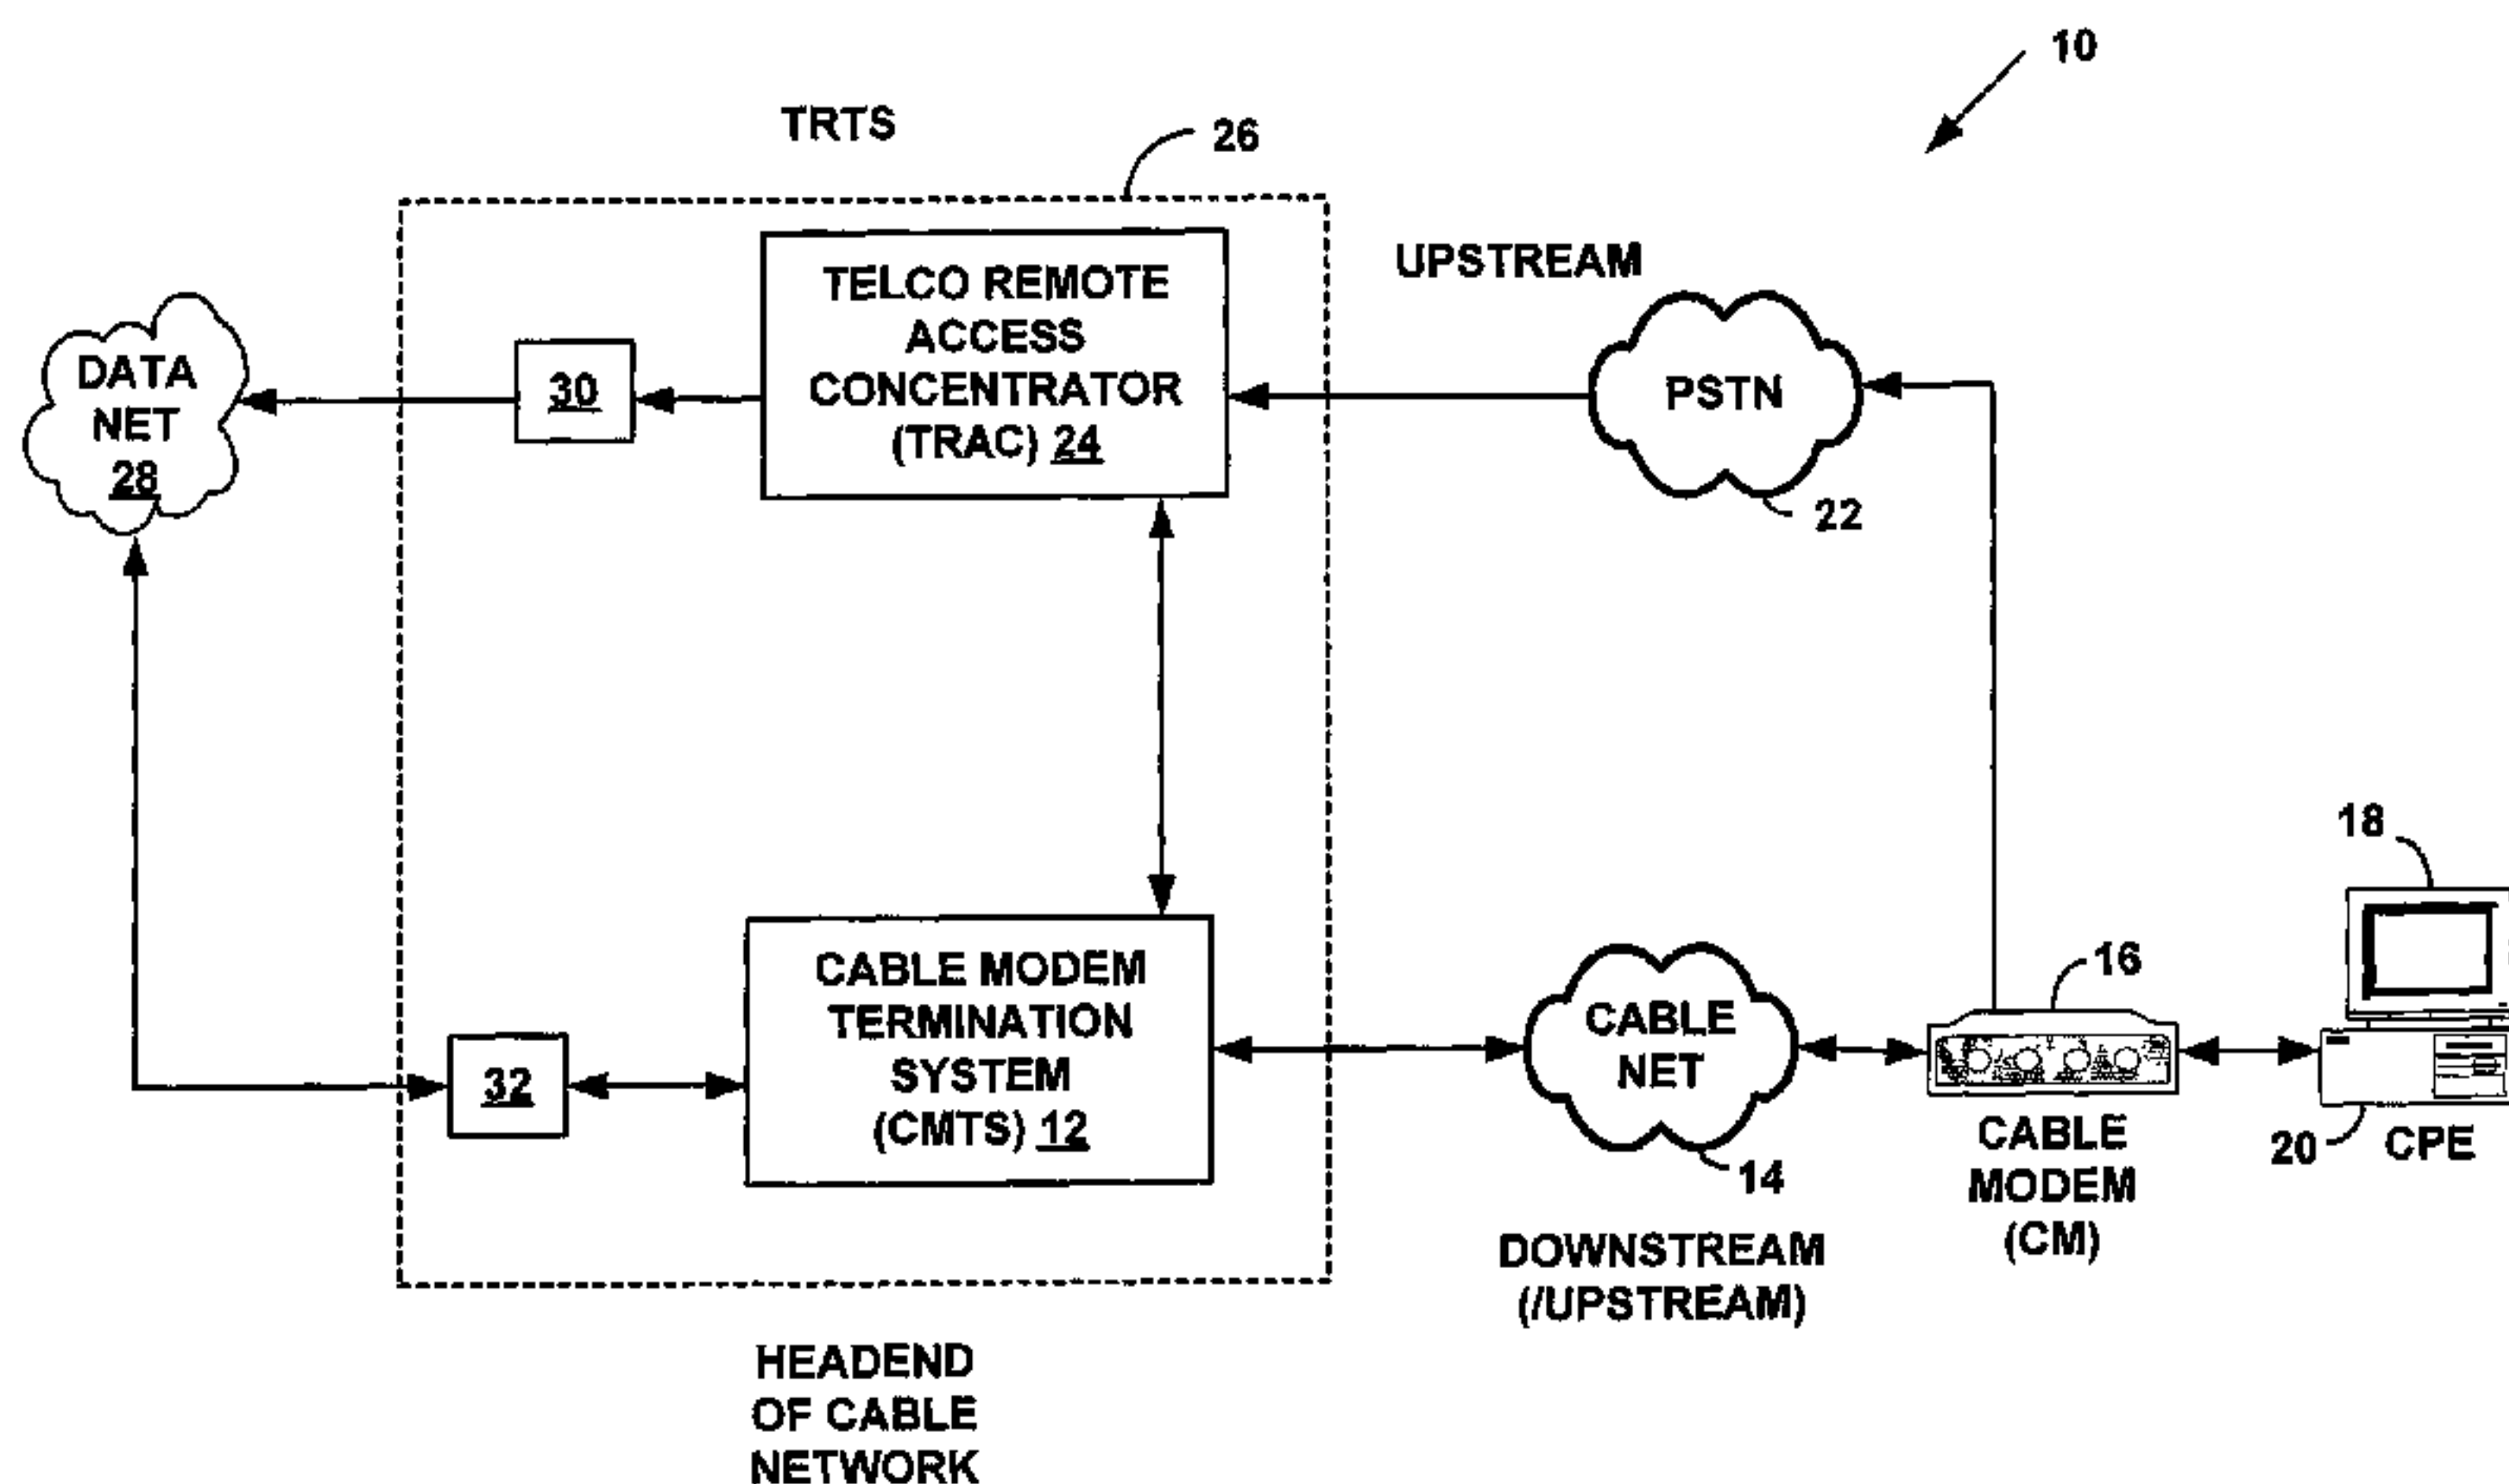 10
TRTS
26
UPSTREAM
TELCO REMOTE
ACCESS
CONCENTRATOR
(TRAC) 24
30
DATA
NET
28
PSTN
22
18
16
CABLE MODEM
TERMINATION
SYSTEM
(CMTS) 12
32
CABLE
NET
14
CABLE
MODEM
(CM)
20
CPE
DOWNSTREAM
(/UPSTREAM)
HEADEND
OF CABLE
NETWORK